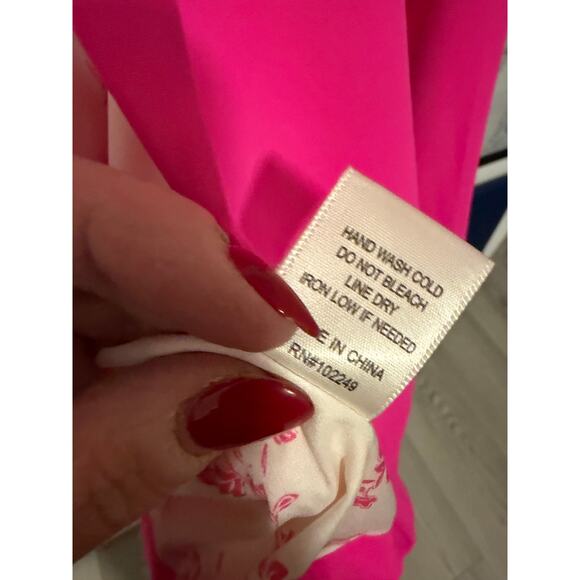 HAND WASH COLD
DO NOT BLEACH
LINE DRY
IRON LOW IF NEEDED
IN CHINA
RN#102249